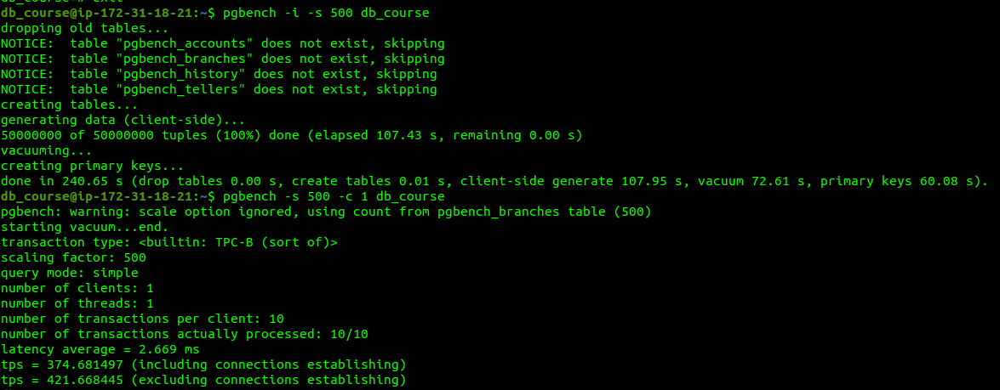 db_course@ip-172-31-18-21:~$ pgbench -i -s 500 db_course
dropping old tables...
NOTICE:  table "pgbench_accounts" does not exist, skipping
NOTICE:  table "pgbench_branches" does not exist, skipping
NOTICE:  table "pgbench_history" does not exist, skipping
NOTICE:  table "pgbench_tellers" does not exist, skipping
creating tables...
generating data (client-side)...
50000000 of 50000000 tuples (100%) done (elapsed 107.43 s, remaining 0.00 s)
vacuuming...
creating primary keys...
done in 240.65 s (drop tables 0.00 s, create tables 0.01 s, client-side generate 107.95 s, vacuum 72.61 s, primary keys 60.08 s).
db_course@ip-172-31-18-21:~$ pgbench -s 500 -c 1 db_course
pgbench: warning: scale option ignored, using count from pgbench_branches table (500)
starting vacuum...end.
transaction type: <builtin: TPC-B (sort of)>
scaling factor: 500
query mode: simple
number of clients: 1
number of threads: 1
number of transactions per client: 10
number of transactions actually processed: 10/10
latency average = 2.669 ms
tps = 374.681497 (including connections establishing)
tps = 421.668445 (excluding connections establishing)